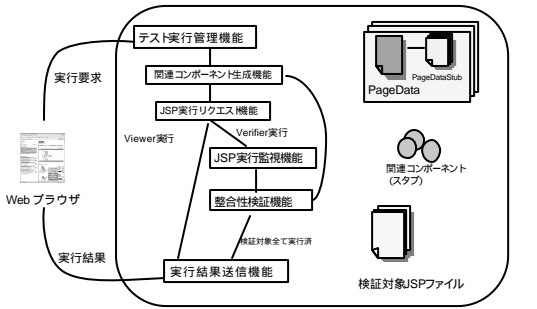 テスト実行管理機能
実行要求
関連コンポーネント生成機能
JSP実行リクエスト機能
Viewer実行
Verifier実行
JSP実行監視機能
Web ブラウザ
整合性検証機能
検証対象全て実行済
実行結果
実行結果送信機能
PageDataStub
PageData
関連コンポーネント
(スタブ)
検証対象JSPファイル